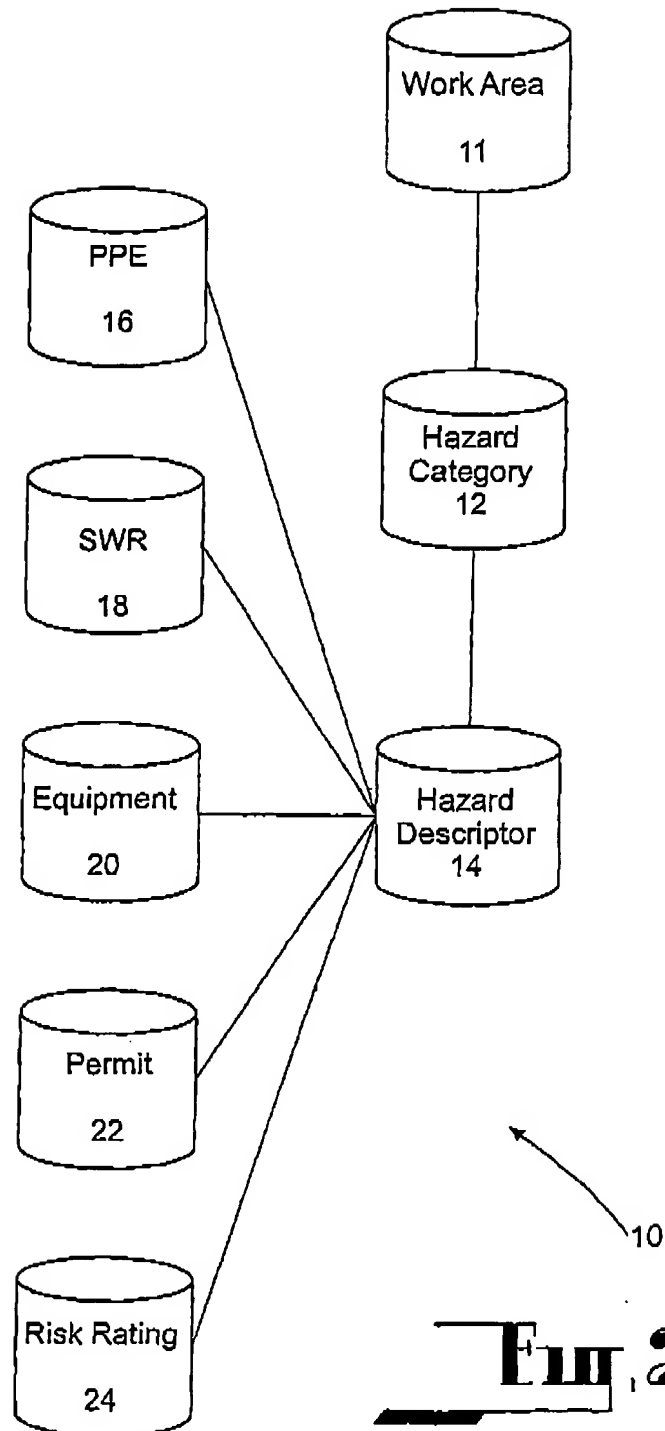 Work Area
11
PPE
16
Hazard
Category
12
SWR
18
Equipment
20
Hazard
Descriptor
14
Permit
22
10
Risk Rating
24